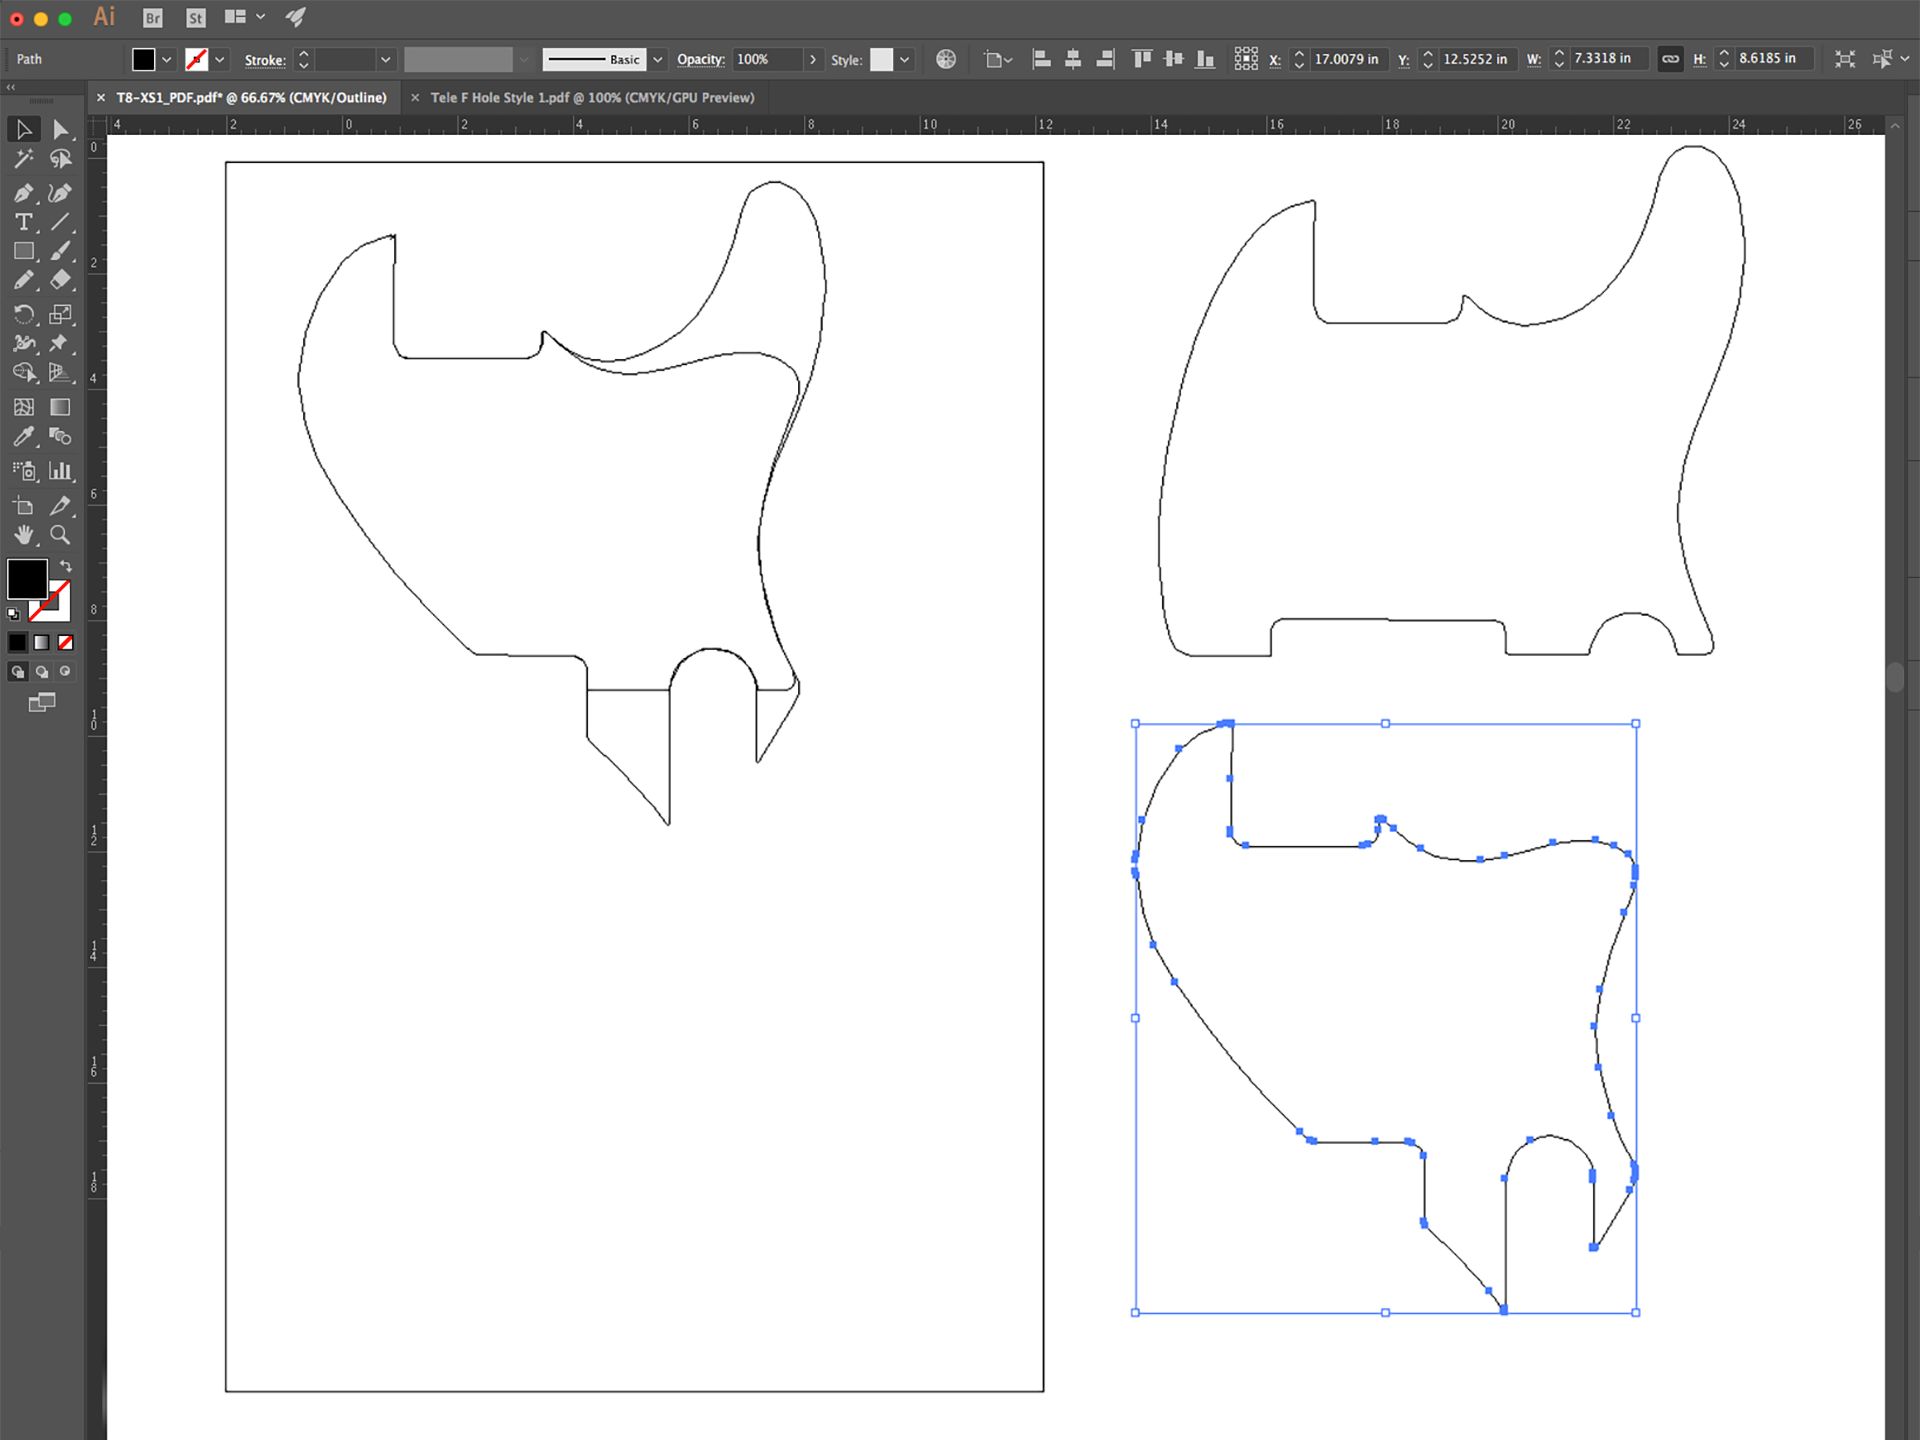 Ai Br St
Path Stroke: Basic Opacity: 100% Style: X: 17.0079 in Y: 12.5252 in W: 7.3318 in H: 8.6185 in
T8-XS1_PDF.pdf* @ 66.67% (CMYK/Outline) Tele F Hole Style 1.pdf @ 100% (CMYK/GPU Preview)
4 2 0 2 4 6 8 10 12 14 16 18 20 22 24 26
0
2
4
6
8
10
12
14
16
18
T